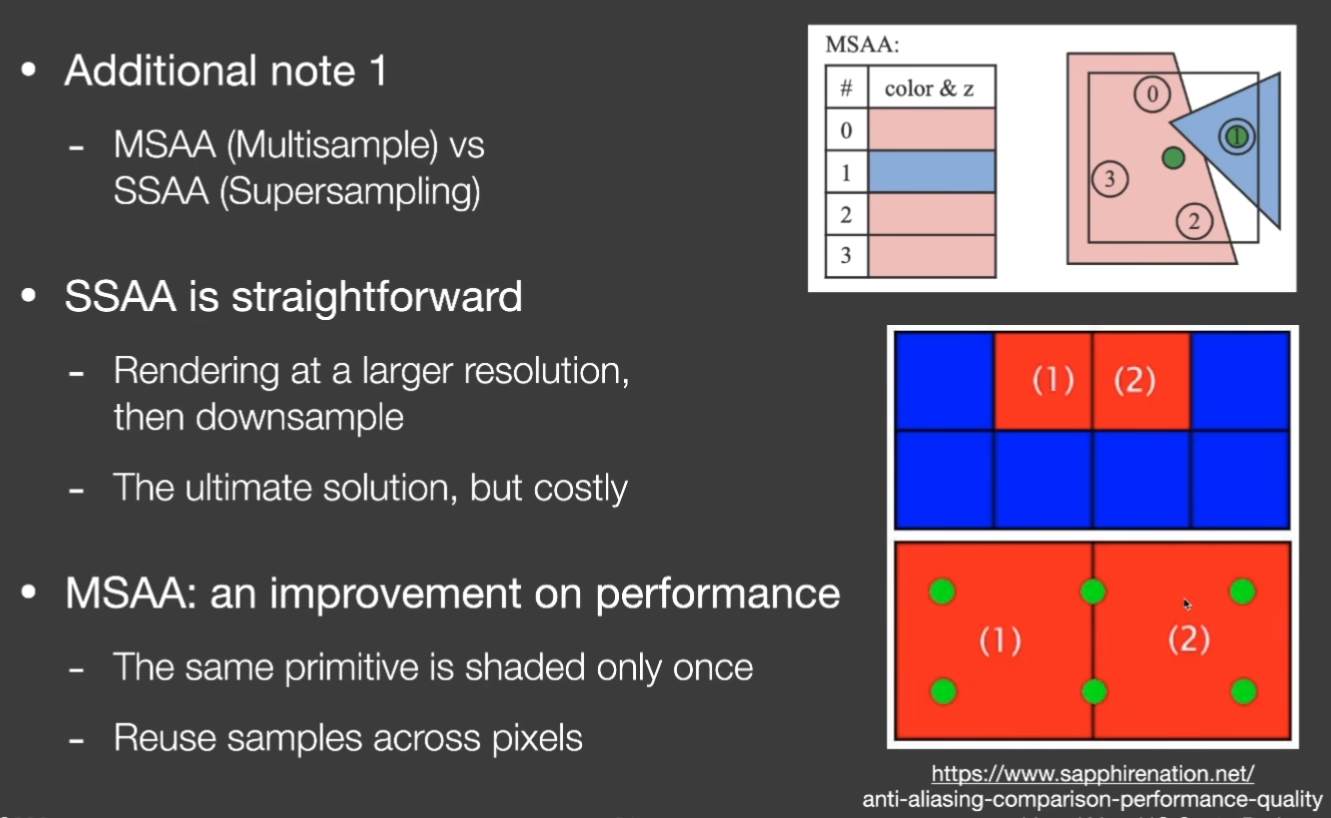 • Additional note 1
- MSAA (Multisample) vs
SSAA (Supersampling)
• SSAA is straightforward
- Rendering at a larger resolution,
then downsample
- The ultimate solution, but costly
• MSAA: an improvement on performance
- The same primitive is shaded only once
- Reuse samples across pixels
MSAA:
# color & z
0
1
2
3
0
1
3
2
(1) (2)
(1) (2)
https://www.sapphirenation.net/
anti-aliasing-comparison-performance-quality